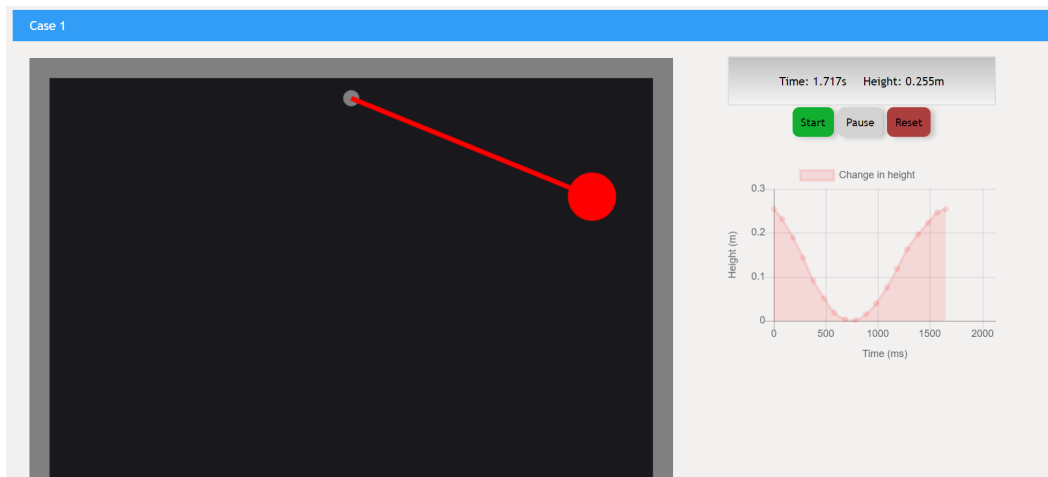 Case 1
Time: 1.717s Height: 0.255m
Start Pause Reset
Change in height
0.3
0.2
0.1
0
Height (m)
0 500 1000 1500 2000
Time (ms)